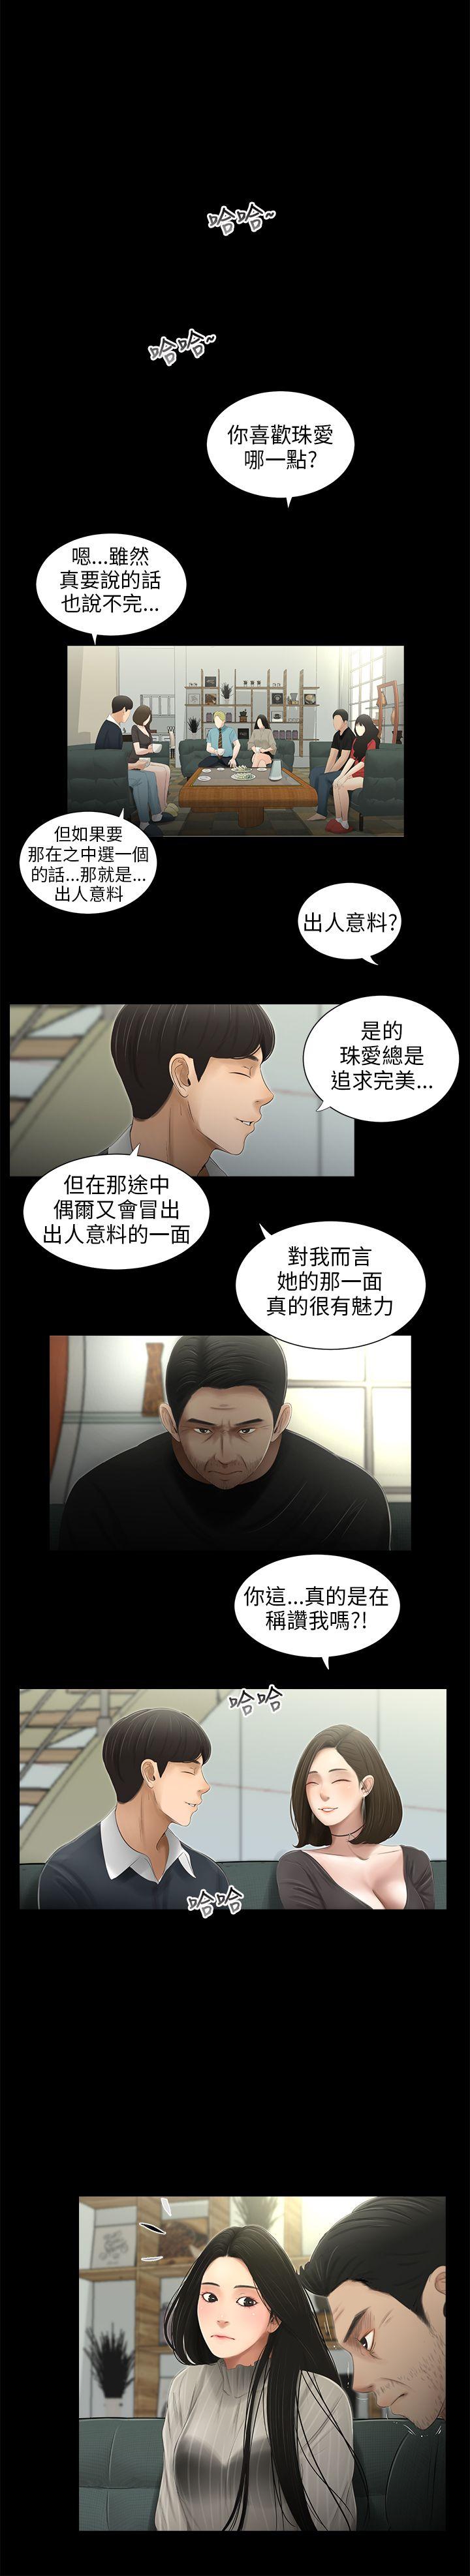 哈哈~
哈哈~
你喜歡珠愛
哪一點?
嗯...雖然
真要說的話
也說不完...
但如果要
那在之中選一個
的話...那就是...
出人意料
出人意料?
是的
珠愛總是
追求完美...
但在那途中
偶爾又會冒出
出人意料的一面
對我而言
她的那一面
真的很有魅力
你這...真的是在
稱讚我嗎?!
哈哈
哈哈